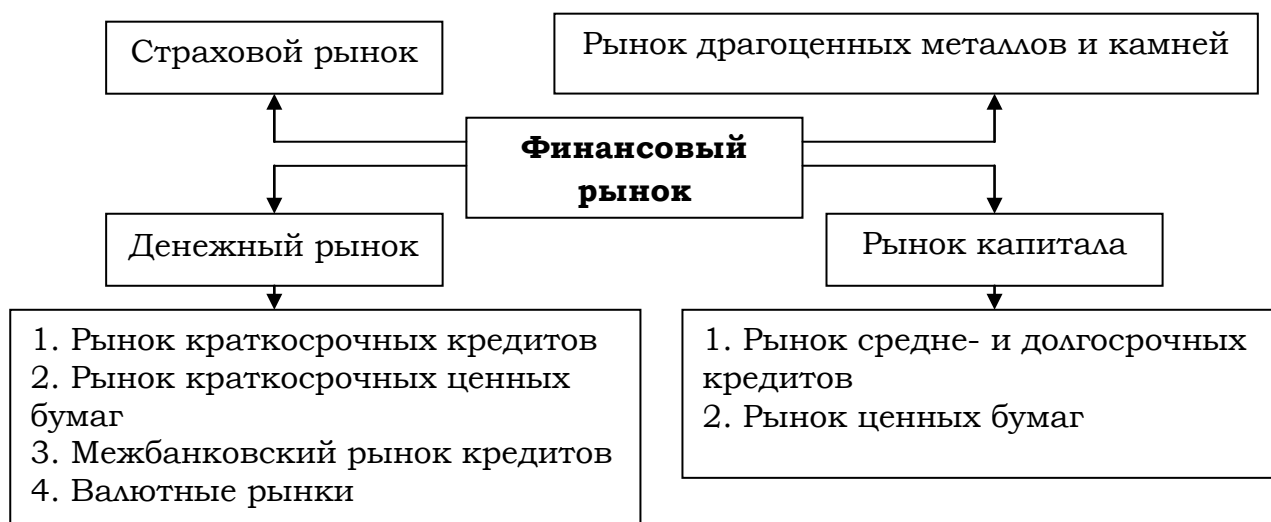 Страховой рынок
Рынок драгоценных металлов и камней
Финансовый
рынок
Денежный рынок
Рынок капитала
1. Рынок краткосрочных кредитов
2. Рынок краткосрочных ценных
бумаг
3. Межбанковский рынок кредитов
4. Валютные рынки
1. Рынок средне- и долгосрочных
кредитов
2. Рынок ценных бумаг